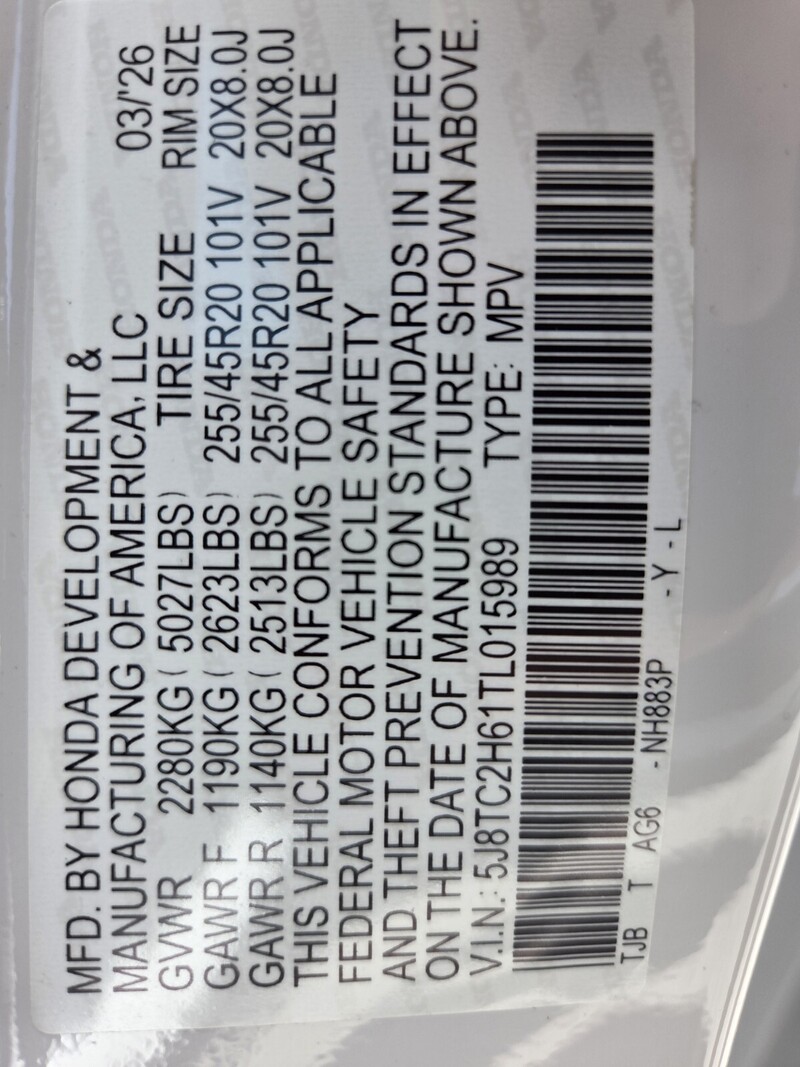 MFD. BY HONDA DEVELOPMENT &
MANUFACTURING OF AMERICA, LLC 03/'26
GVWR 2280KG ( 5027LBS) TIRE SIZE RIM SIZE
GAWR F 1190KG ( 2623LBS) 255/45R20 101V 20X8.0J
GAWR R 1140KG ( 2513LBS) 255/45R20 101V 20X8.0J
THIS VEHICLE CONFORMS TO ALL APPLICABLE
FEDERAL MOTOR VEHICLE SAFETY
AND THEFT PREVENTION STANDARDS IN EFFECT
ON THE DATE OF MANUFACTURE SHOWN ABOVE.
V.I.N.: 5J8TC2H61TL015989 TYPE: MPV
TJB T AG6 - NH883P - Y - L